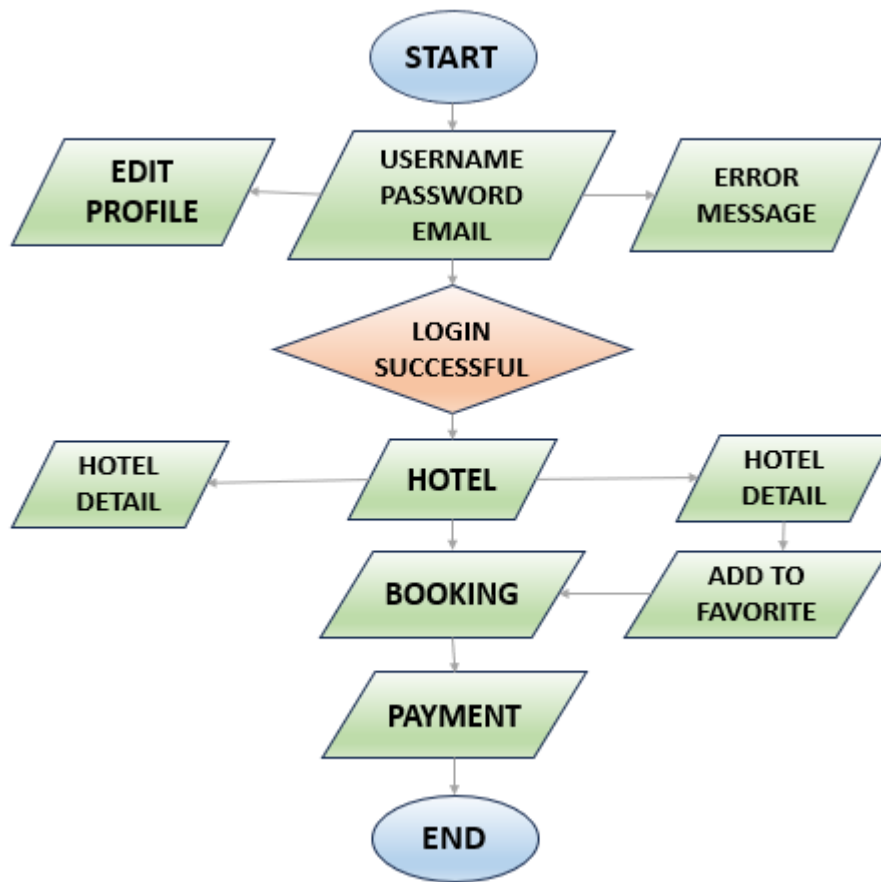 START
EDIT
PROFILE
USERNAME
PASSWORD
EMAIL
ERROR
MESSAGE
LOGIN
SUCCESSFUL
HOTEL
DETAIL
HOTEL
HOTEL
DETAIL
BOOKING
ADD TO
FAVORITE
PAYMENT
END